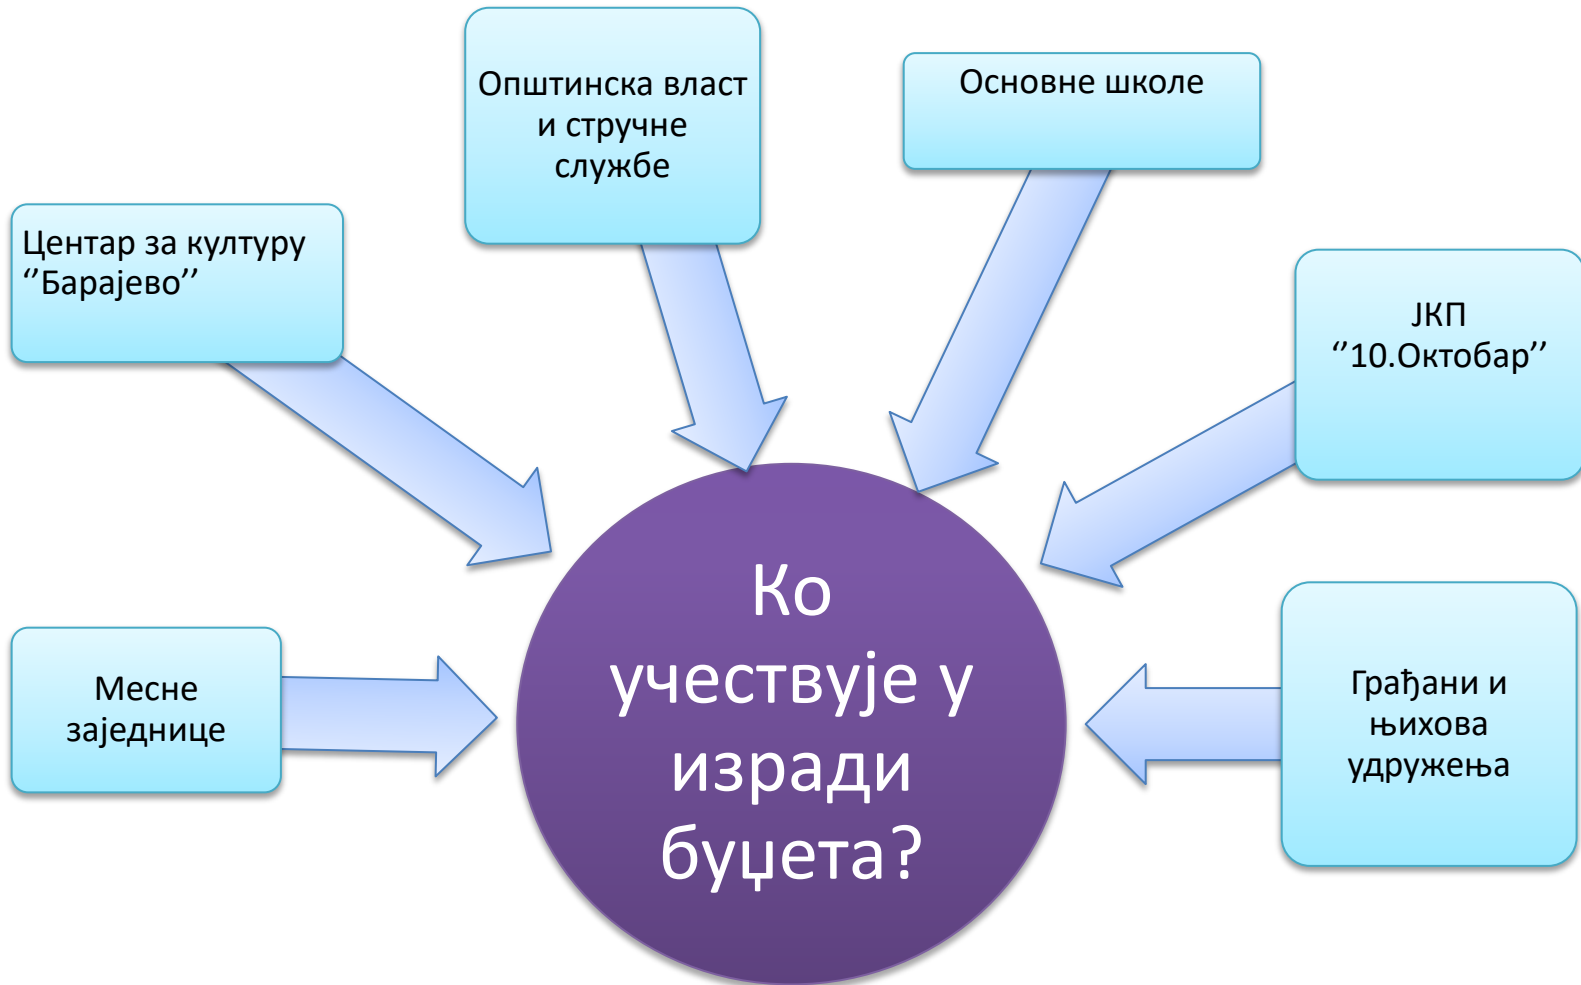 Општинска власт
и стручне
службе
Основне школе
Центар за културу
‘’Барајево’’
ЈКП
‘’10.Октобар’’
Ко
учествује у
изради
буџета?
Месне
заједнице
Грађани и
њихова
удружења